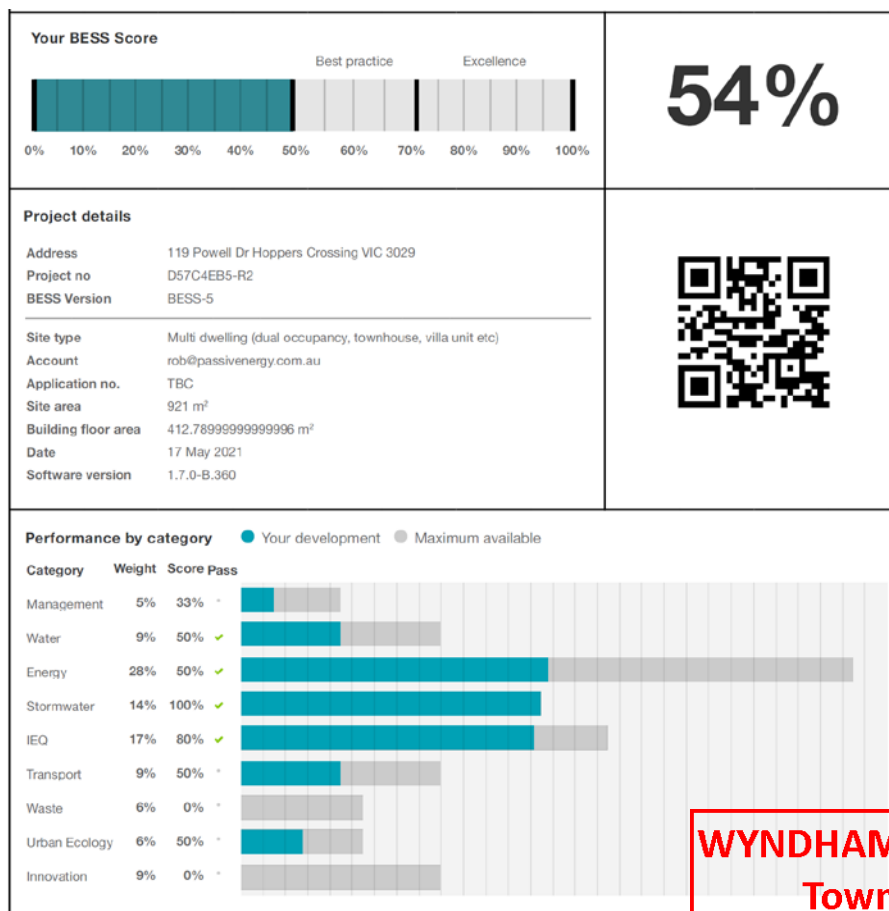 Your BESS Score
Best practice Excellence
0% 10% 20% 30% 40% 50% 60% 70% 80% 90% 100%
54%
Project details
Address 119 Powell Dr Hoppers Crossing VIC 3029
Project no D57C4EB5-R2
BESS Version BESS-5
Site type Multi dwelling (dual occupancy, townhouse, villa unit etc)
Account rob@passivenergy.com.au
Application no. TBC
Site area 921 m²
Building floor area 412.78999999999996 m²
Date 17 May 2021
Software version 1.7.0-B.360
Performance by category Your development Maximum available
Category Weight Score Pass
Management 5% 33%
Water 9% 50% ✓
Energy 28% 50% ✓
Stormwater 14% 100% ✓
IEQ 17% 80% ✓
Transport 9% 50%
Waste 6% 0%
Urban Ecology 6% 50%
Innovation 9% 0%
WYNDHAM
Town